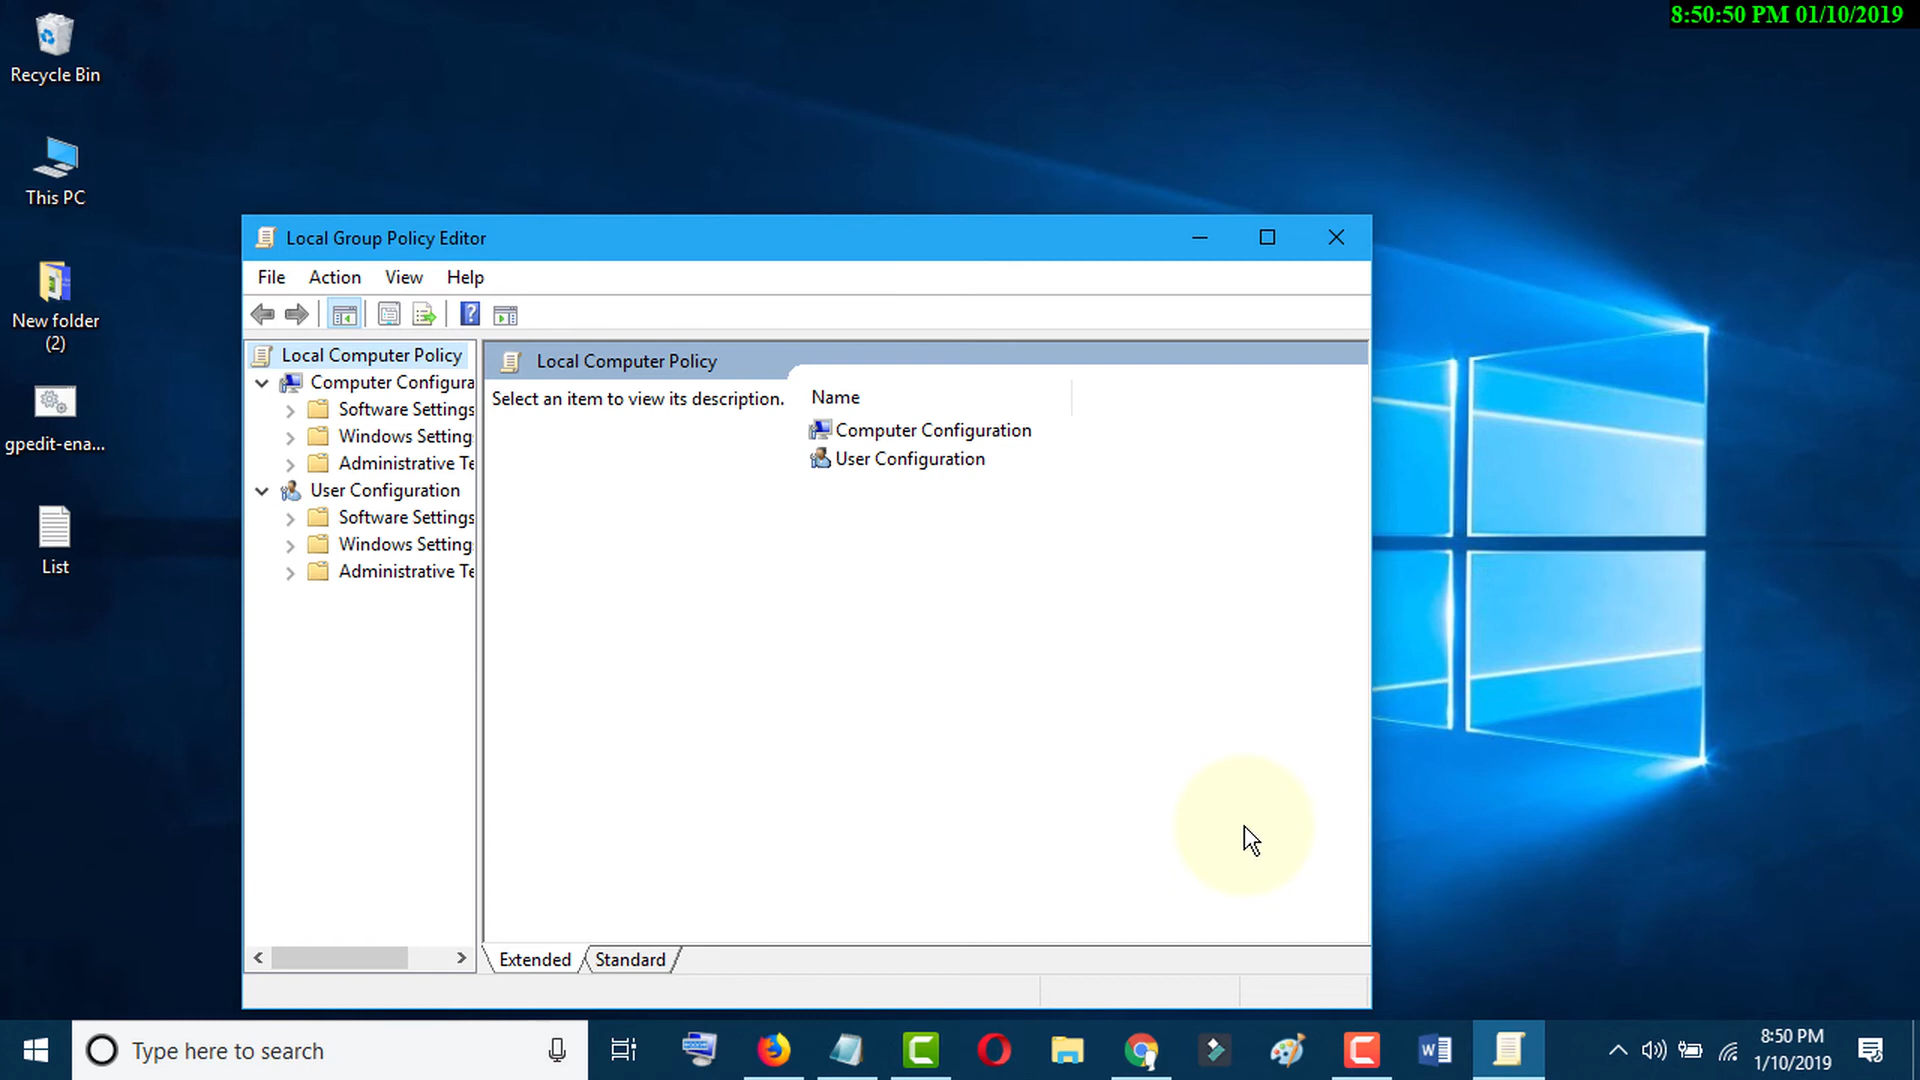 8:50:50 PM 01/10/2019
Recycle Bin
This PC
New folder
(2)
gpedit-ena...
List
Local Group Policy Editor
File Action View Help
Local Computer Policy
Computer Configura
Software Settings
Windows Setting
Administrative Te
User Configuration
Software Settings
Windows Setting
Administrative Te
Local Computer Policy
Select an item to view its description.
Name
Computer Configuration
User Configuration
Extended Standard
Type here to search
8:50 PM
1/10/2019